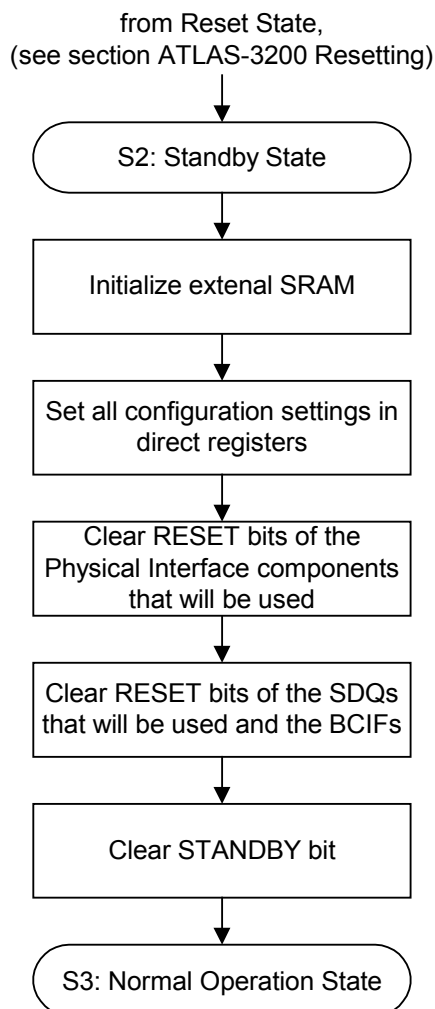 from Reset State,
(see section ATLAS-3200 Resetting)
S2: Standby State
Initialize extenal SRAM
Set all configuration settings in
direct registers
Clear RESET bits of the
Physical Interface components
that will be used
Clear RESET bits of the SDQs
that will be used and the BCIFs
Clear STANDBY bit
S3: Normal Operation State